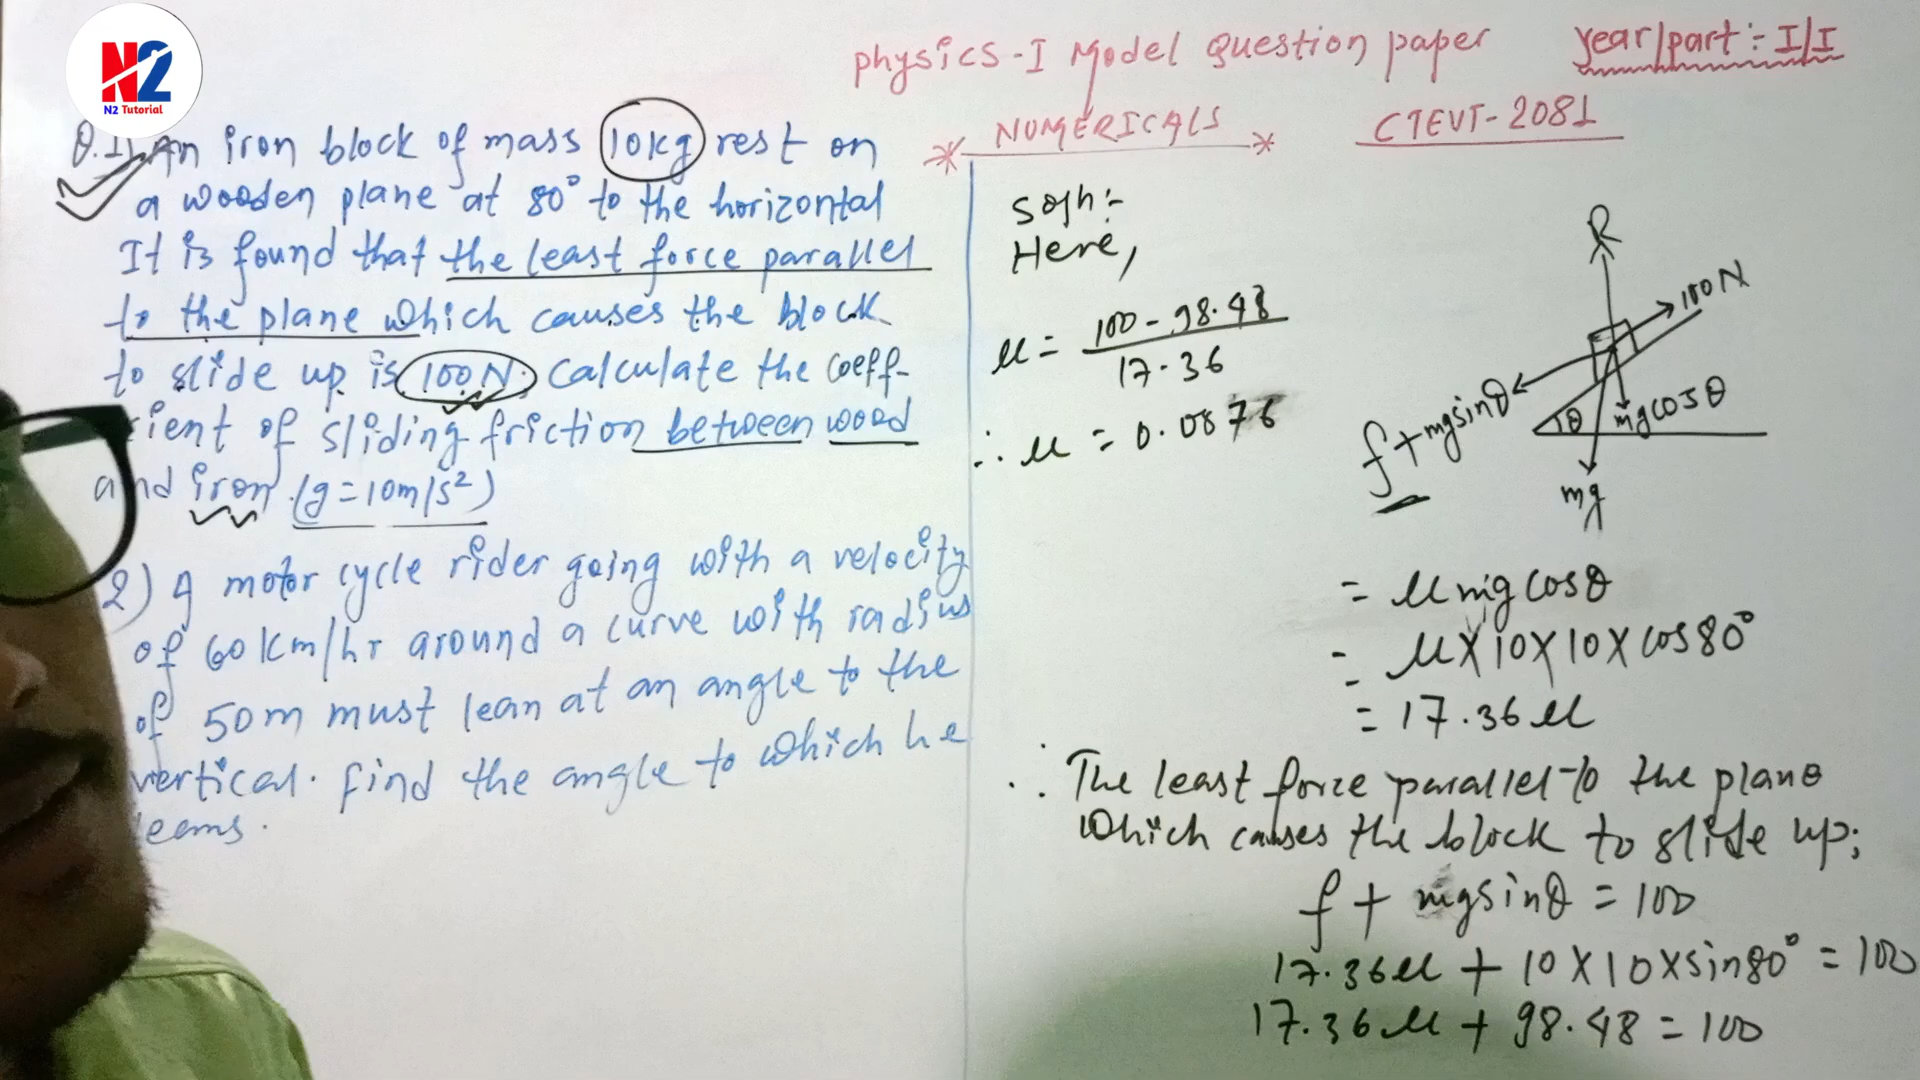 N2
N2 Tutorial
physics-I Model Question paper year/part:- I/I
NUMERICALS
CTEVT-2081
Q.1) An iron block of mass 10kg rest on
a wooden plane at 80° to the horizontal
It is found that the least force parallel
to the plane which causes the block
to slide up is 100N. Calculate the coeff-
cient of sliding friction between wood
and iron. (g=10m/s²)
2) A motor cycle rider going with a velocity
of 60km/hr around a curve with radius
of 50m must lean at an angle to the
vertical. find the angle to which he
leans.
Soln:-
Here,
μ = 100 - 98.48
17.36
∴ μ = 0.0876
R
100N
f+mgsinθ
θ
mgcosθ
mg
= μmgcosθ
= μ×10×10×cos80°
= 17.36μ
∴ The least force parallel to the plane
which causes the block to slide up;
f + mgsinθ = 100
17.36μ + 10×10×sin80° = 100
17.36μ + 98.48 = 100